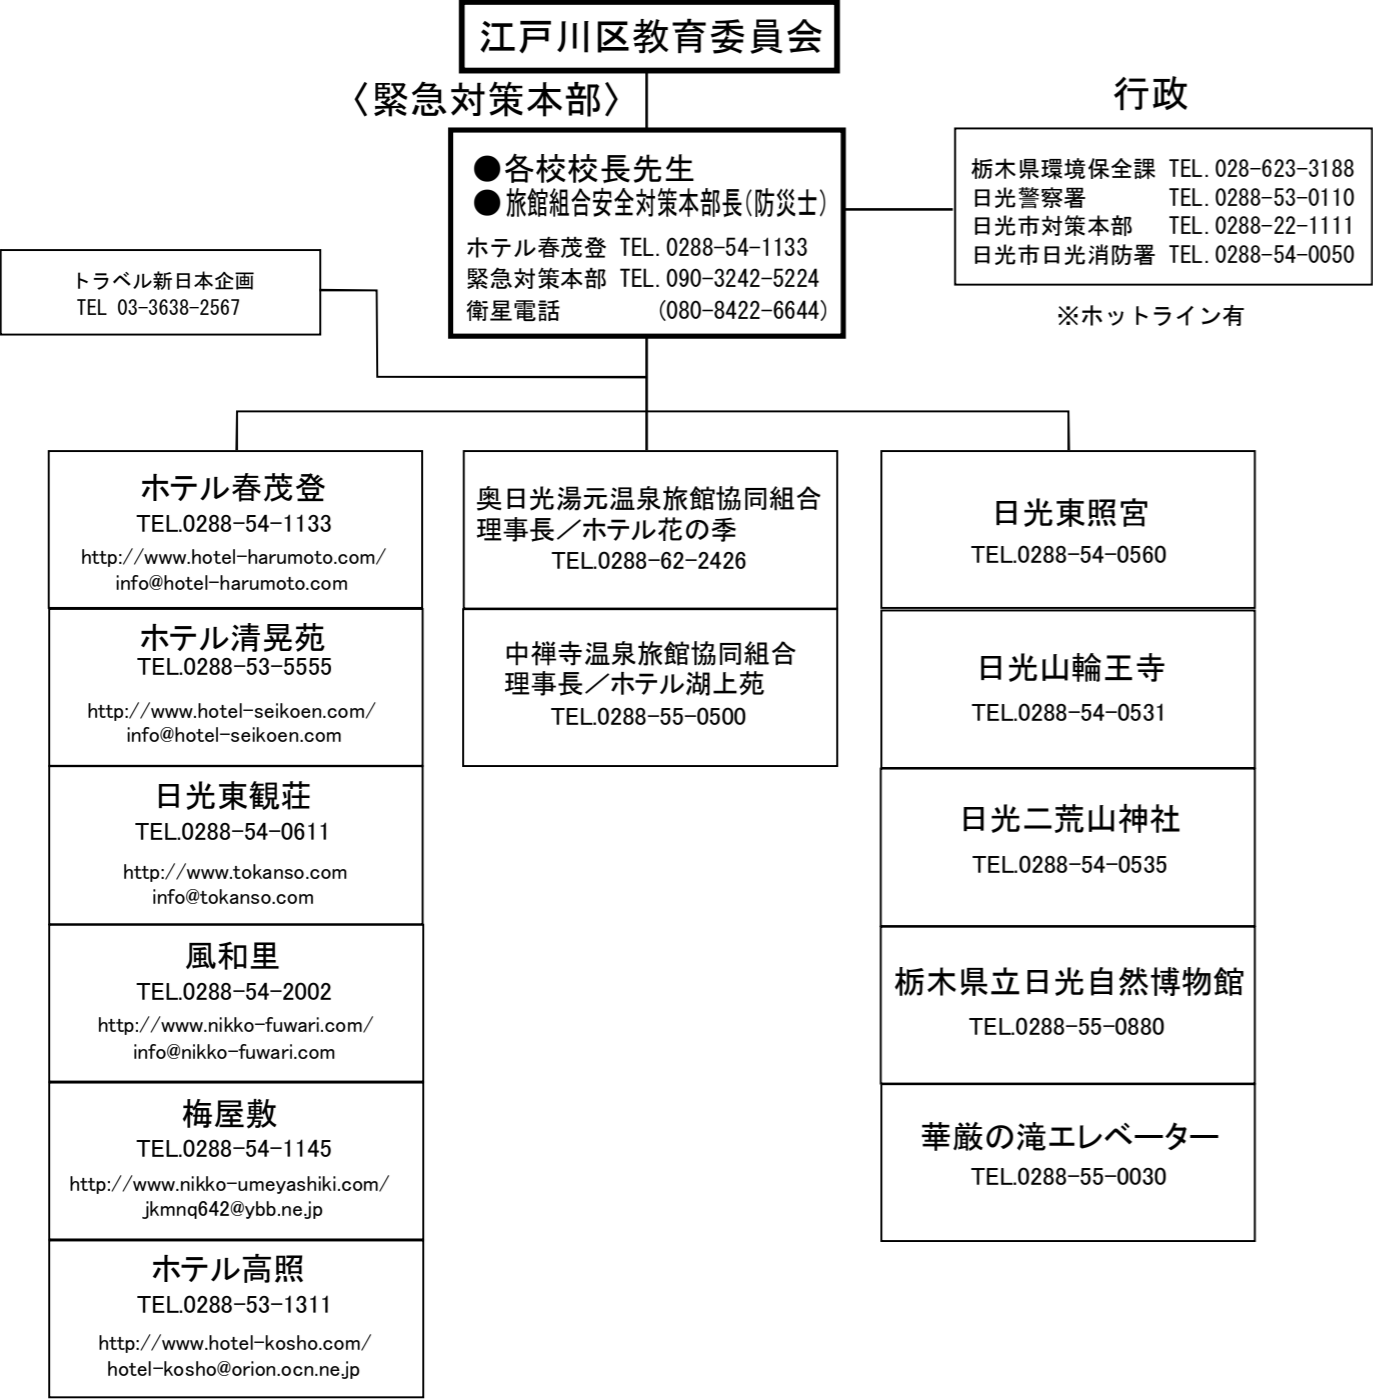 江戸川区教育委員会
〈緊急対策本部〉
●各校校長先生
●旅館組合安全対策本部長(防災士)
ホテル春茂登 TEL. 0288-54-1133
緊急対策本部 TEL. 090-3242-5224
衛星電話 (080-8422-6644)
行政
栃木県環境保全課 TEL. 028-623-3188
日光警察署 TEL. 0288-53-0110
日光市対策本部 TEL. 0288-22-1111
日光市日光消防署 TEL. 0288-54-0050
※ホットライン有
トラベル新日本企画
TEL 03-3638-2567
ホテル春茂登
TEL.0288-54-1133
http://www.hotel-harumoto.com/
info@hotel-harumoto.com
ホテル清晃苑
TEL.0288-53-5555
http://www.hotel-seikoen.com/
info@hotel-seikoen.com
日光東観荘
TEL.0288-54-0611
http://www.tokanso.com
info@tokanso.com
風和里
TEL.0288-54-2002
http://www.nikko-fuwari.com/
info@nikko-fuwari.com
梅屋敷
TEL.0288-54-1145
http://www.nikko-umeyashiki.com/
jkmnq642@ybb.ne.jp
ホテル高照
TEL.0288-53-1311
http://www.hotel-kosho.com/
hotel-kosho@orion.ocn.ne.jp
奥日光湯元温泉旅館協同組合
理事長／ホテル花の季
TEL.0288-62-2426
中禅寺温泉旅館協同組合
理事長／ホテル湖上苑
TEL.0288-55-0500
日光東照宮
TEL.0288-54-0560
日光山輪王寺
TEL.0288-54-0531
日光二荒山神社
TEL.0288-54-0535
栃木県立日光自然博物館
TEL.0288-55-0880
華厳の滝エレベーター
TEL.0288-55-0030